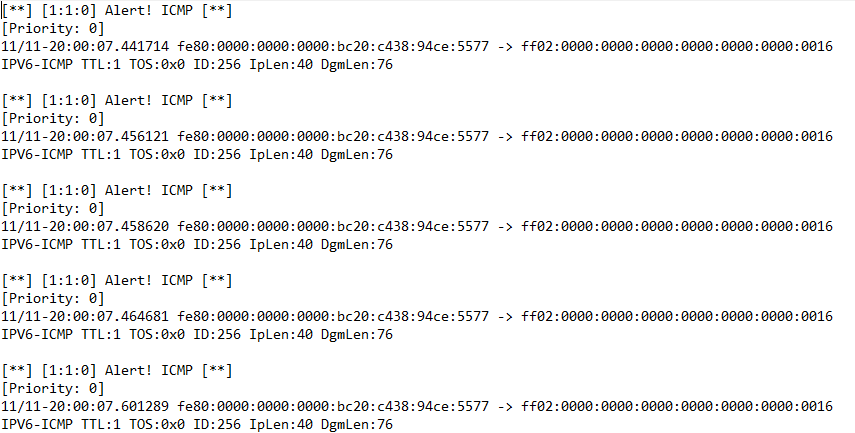 [**] [1:1:0] Alert! ICMP [**]
[Priority: 0]
11/11-20:00:07.441714 fe80:0000:0000:0000:bc20:c438:94ce:5577 -> ff02:0000:0000:0000:0000:0000:0000:0016
IPV6-ICMP TTL:1 TOS:0x0 ID:256 IpLen:40 DgmLen:76
[**] [1:1:0] Alert! ICMP [**]
[Priority: 0]
11/11-20:00:07.456121 fe80:0000:0000:0000:bc20:c438:94ce:5577 -> ff02:0000:0000:0000:0000:0000:0000:0016
IPV6-ICMP TTL:1 TOS:0x0 ID:256 IpLen:40 DgmLen:76
[**] [1:1:0] Alert! ICMP [**]
[Priority: 0]
11/11-20:00:07.458620 fe80:0000:0000:0000:bc20:c438:94ce:5577 -> ff02:0000:0000:0000:0000:0000:0000:0016
IPV6-ICMP TTL:1 TOS:0x0 ID:256 IpLen:40 DgmLen:76
[**] [1:1:0] Alert! ICMP [**]
[Priority: 0]
11/11-20:00:07.464681 fe80:0000:0000:0000:bc20:c438:94ce:5577 -> ff02:0000:0000:0000:0000:0000:0000:0016
IPV6-ICMP TTL:1 TOS:0x0 ID:256 IpLen:40 DgmLen:76
[**] [1:1:0] Alert! ICMP [**]
[Priority: 0]
11/11-20:00:07.601289 fe80:0000:0000:0000:bc20:c438:94ce:5577 -> ff02:0000:0000:0000:0000:0000:0000:0016
IPV6-ICMP TTL:1 TOS:0x0 ID:256 IpLen:40 DgmLen:76